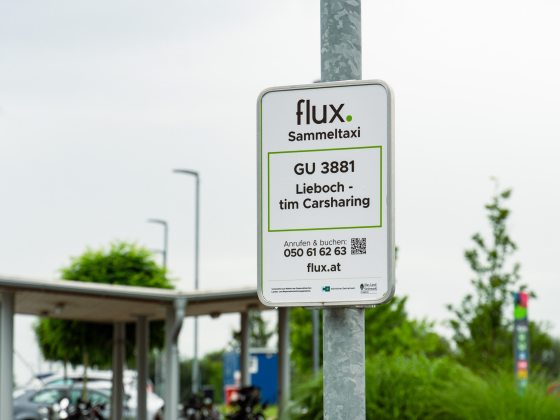 flux.
Sammeltaxi
GU 3881
Lieboch -
tim Carsharing
Anrufen & buchen:
050 61 62 63
flux.at